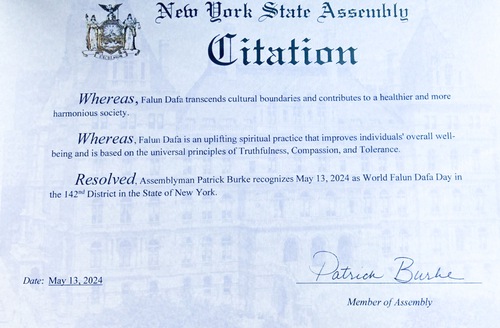 New York State Assembly
Citation
Whereas, Falun Dafa transcends cultural boundaries and contributes to a healthier and more
harmonious society.
Whereas, Falun Dafa is an uplifting spiritual practice that improves individuals' overall well-
being and is based on the universal principles of Truthfulness, Compassion, and Tolerance.
Resolved, Assemblyman Patrick Burke recognizes May 13, 2024 as World Falun Dafa Day in
the 142nd District in the State of New York.
Patrick Burke
Date: May 13, 2024
Member of Assembly